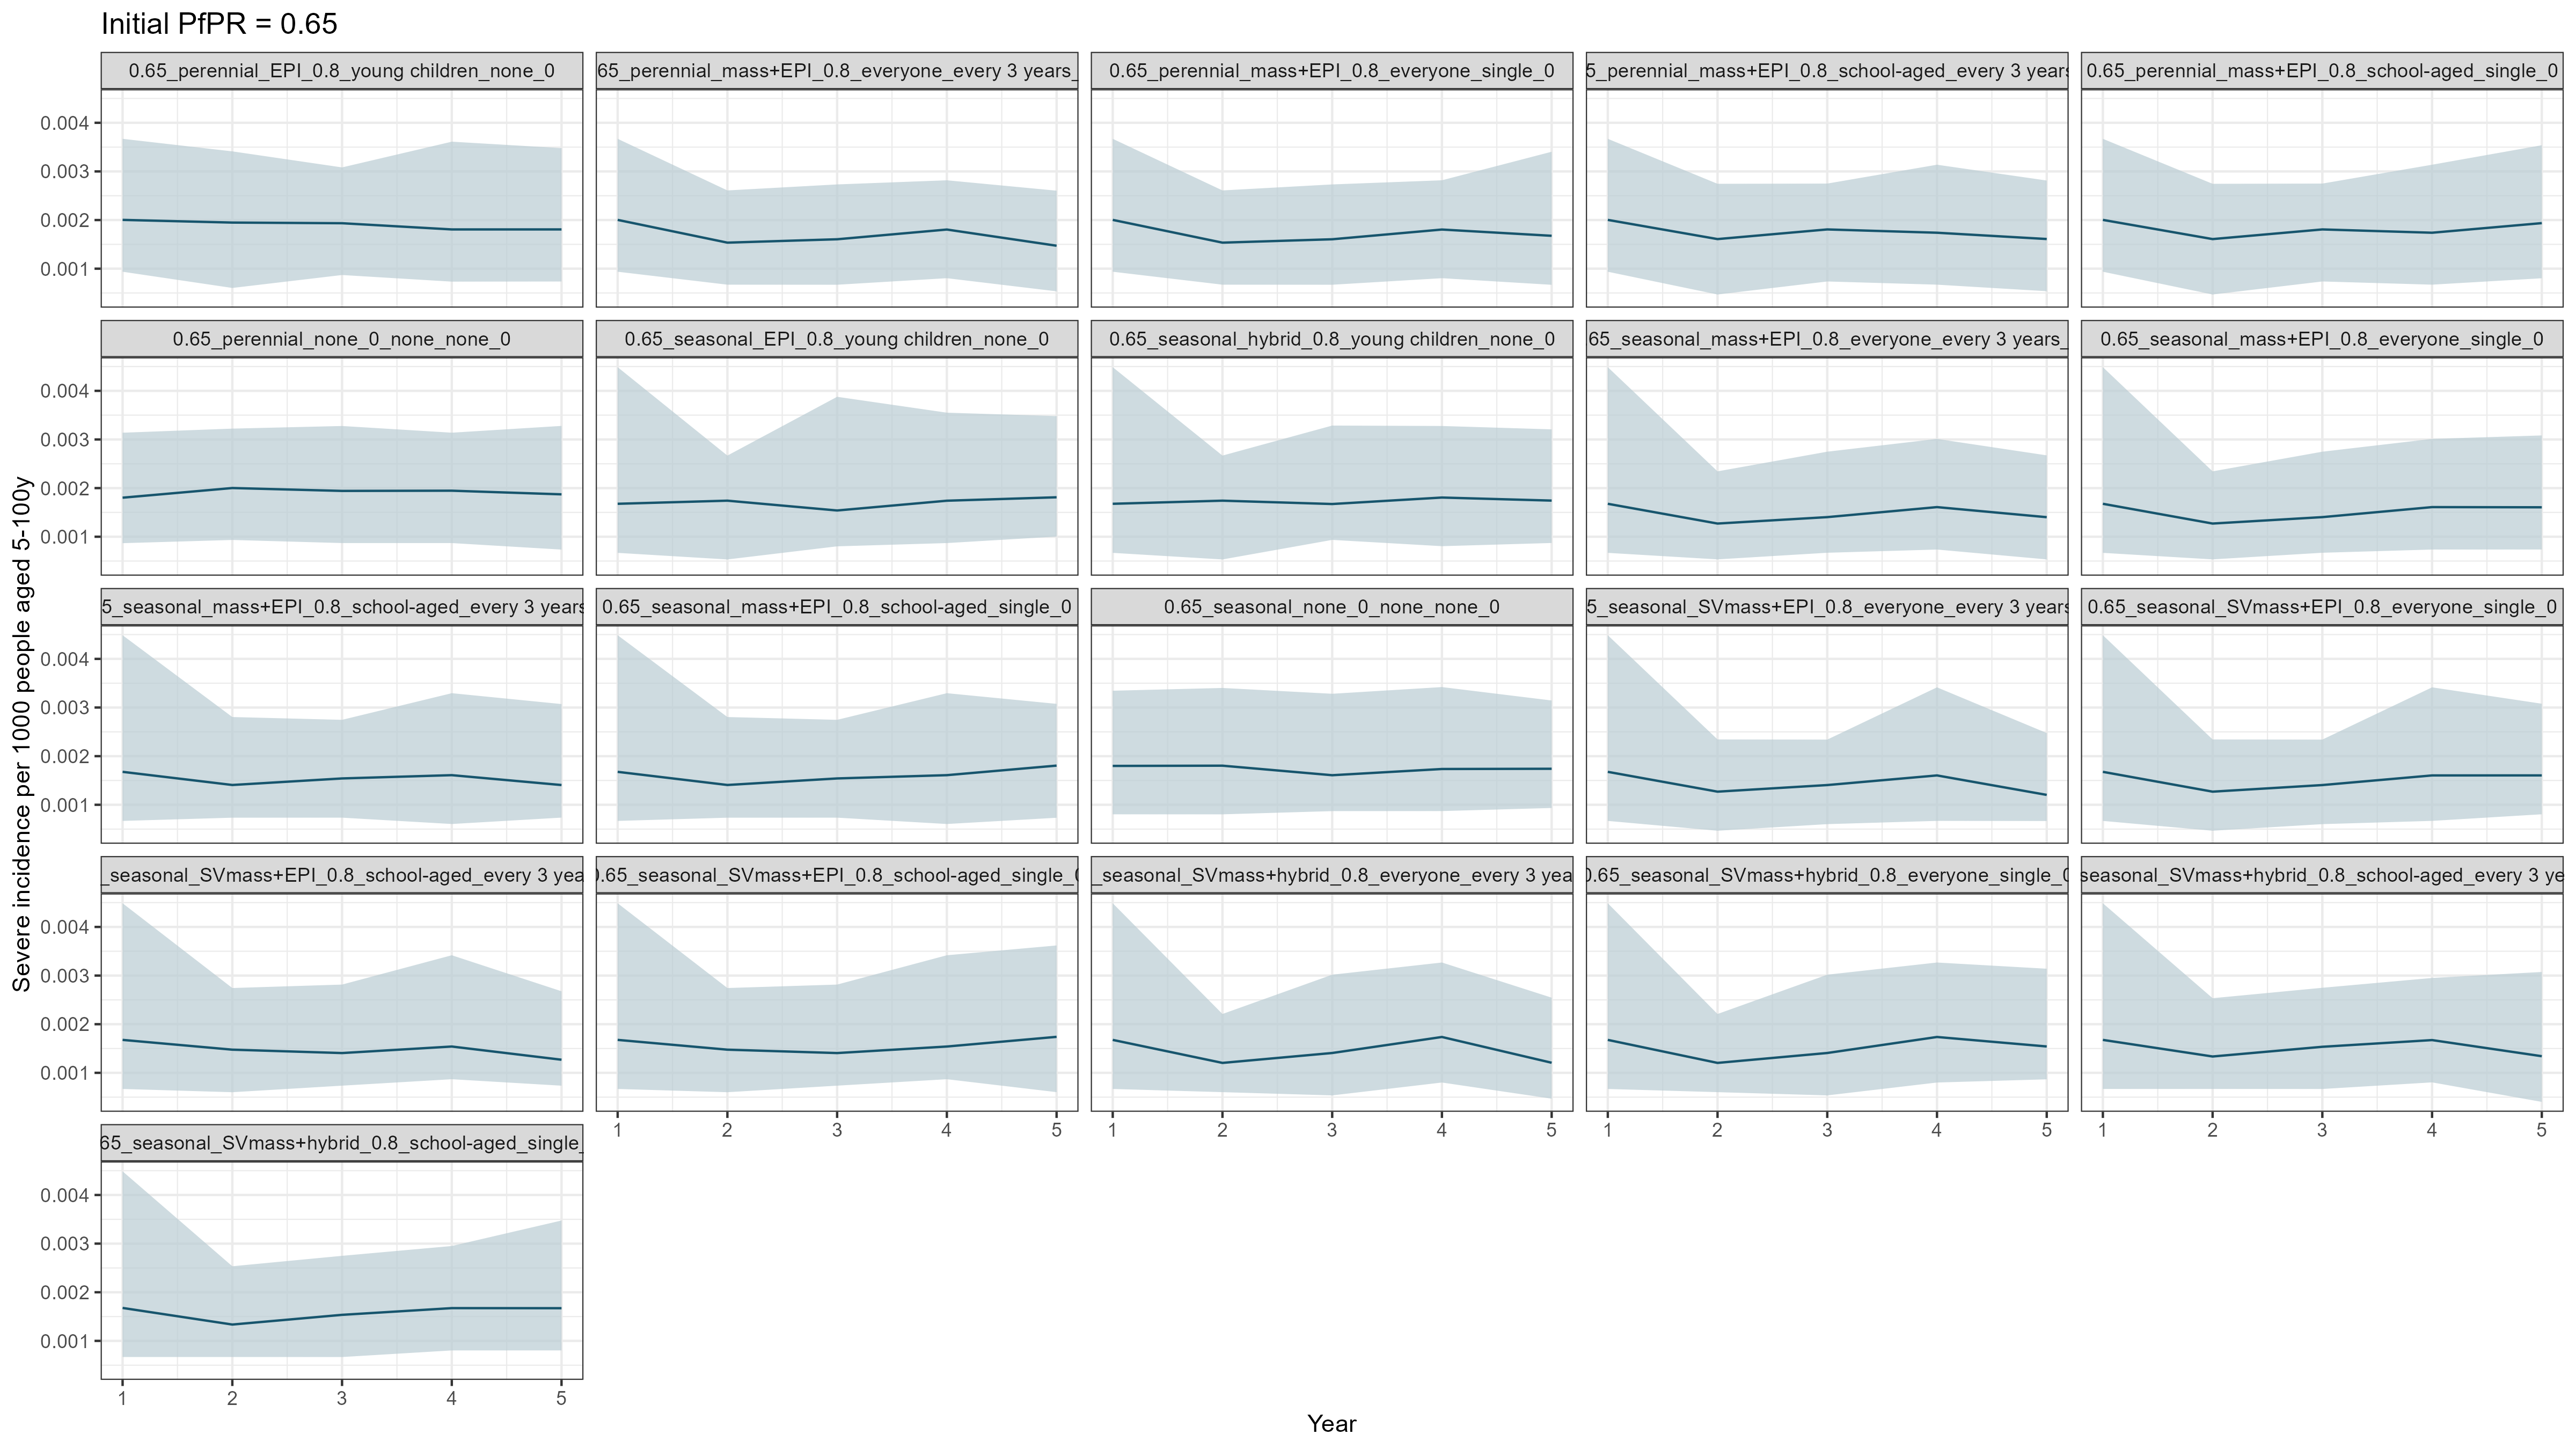 Initial PfPR = 0.65
0.65_perennial_EPI_0.8_young children_none_0
65_perennial_mass+EPI_0.8_everyone_every 3 years_
0.65_perennial_mass+EPI_0.8_everyone_single_0
5_perennial_mass+EPI_0.8_school-aged_every 3 years
0.65_perennial_mass+EPI_0.8_school-aged_single_0
0.004
0.003
0.002
0.001
0.65_perennial_none_0_none_none_0
0.65_seasonal_EPI_0.8_young children_none_0
0.65_seasonal_hybrid_0.8_young children_none_0
65_seasonal_mass+EPI_0.8_everyone_every 3 years_
0.65_seasonal_mass+EPI_0.8_everyone_single_0
0.004
0.003
0.002
0.001
5_seasonal_mass+EPI_0.8_school-aged_every 3 years
0.65_seasonal_mass+EPI_0.8_school-aged_single_0
0.65_seasonal_none_0_none_none_0
5_seasonal_SVmass+EPI_0.8_everyone_every 3 years
0.65_seasonal_SVmass+EPI_0.8_everyone_single_0
0.004
0.003
0.002
0.001
_seasonal_SVmass+EPI_0.8_school-aged_every 3 yea
0.65_seasonal_SVmass+EPI_0.8_school-aged_single_0
_seasonal_SVmass+hybrid_0.8_everyone_every 3 yea
0.65_seasonal_SVmass+hybrid_0.8_everyone_single_0
seasonal_SVmass+hybrid_0.8_school-aged_every 3 ye
0.004
0.003
0.002
0.001
1 2 3 4 5
1 2 3 4 5
1 2 3 4 5
1 2 3 4 5
65_seasonal_SVmass+hybrid_0.8_school-aged_single_
0.004
0.003
0.002
0.001
1 2 3 4 5
Year
Severe incidence per 1000 people aged 5-100y